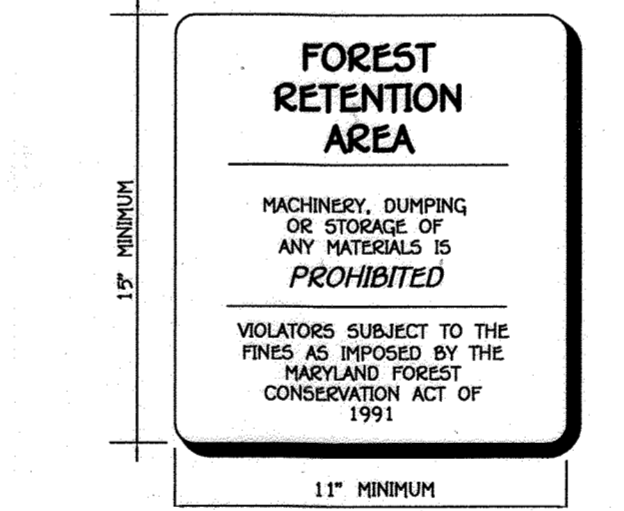 FOREST
RETENTION
AREA
MACHINERY, DUMPING
OR STORAGE OF
ANY MATERIALS IS
PROHIBITED
VIOLATORS SUBJECT TO THE
FINES AS IMPOSED BY THE
MARYLAND FOREST
CONSERVATION ACT OF
1991
15" MINIMUM
11" MINIMUM